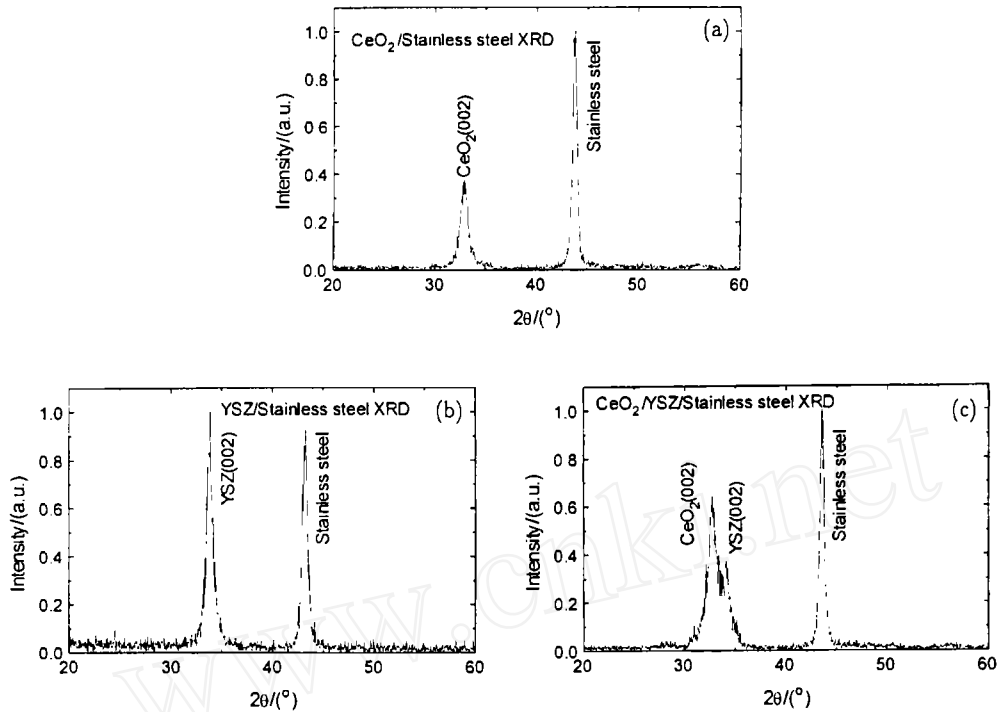 (a)
CeO₂/Stainless steel XRD
1.0
0.8
0.6
0.4
0.2
0.0
Intensity/(a.u.)
CeO₂(002)
Stainless steel
20 30 40 50 60
2θ/(°)
(b)
YSZ/Stainless steel XRD
1.0
0.8
0.6
0.4
0.2
0.0
Intensity/(a.u.)
YSZ(002)
Stainless steel
20 30 40 50 60
2θ/(°)
(c)
CeO₂/YSZ/Stainless steel XRD
1.0
0.8
0.6
0.4
0.2
0.0
Intensity/(a.u.)
CeO₂(002)
YSZ(002)
Stainless steel
20 30 40 50 60
2θ/(°)
www.cnki.net